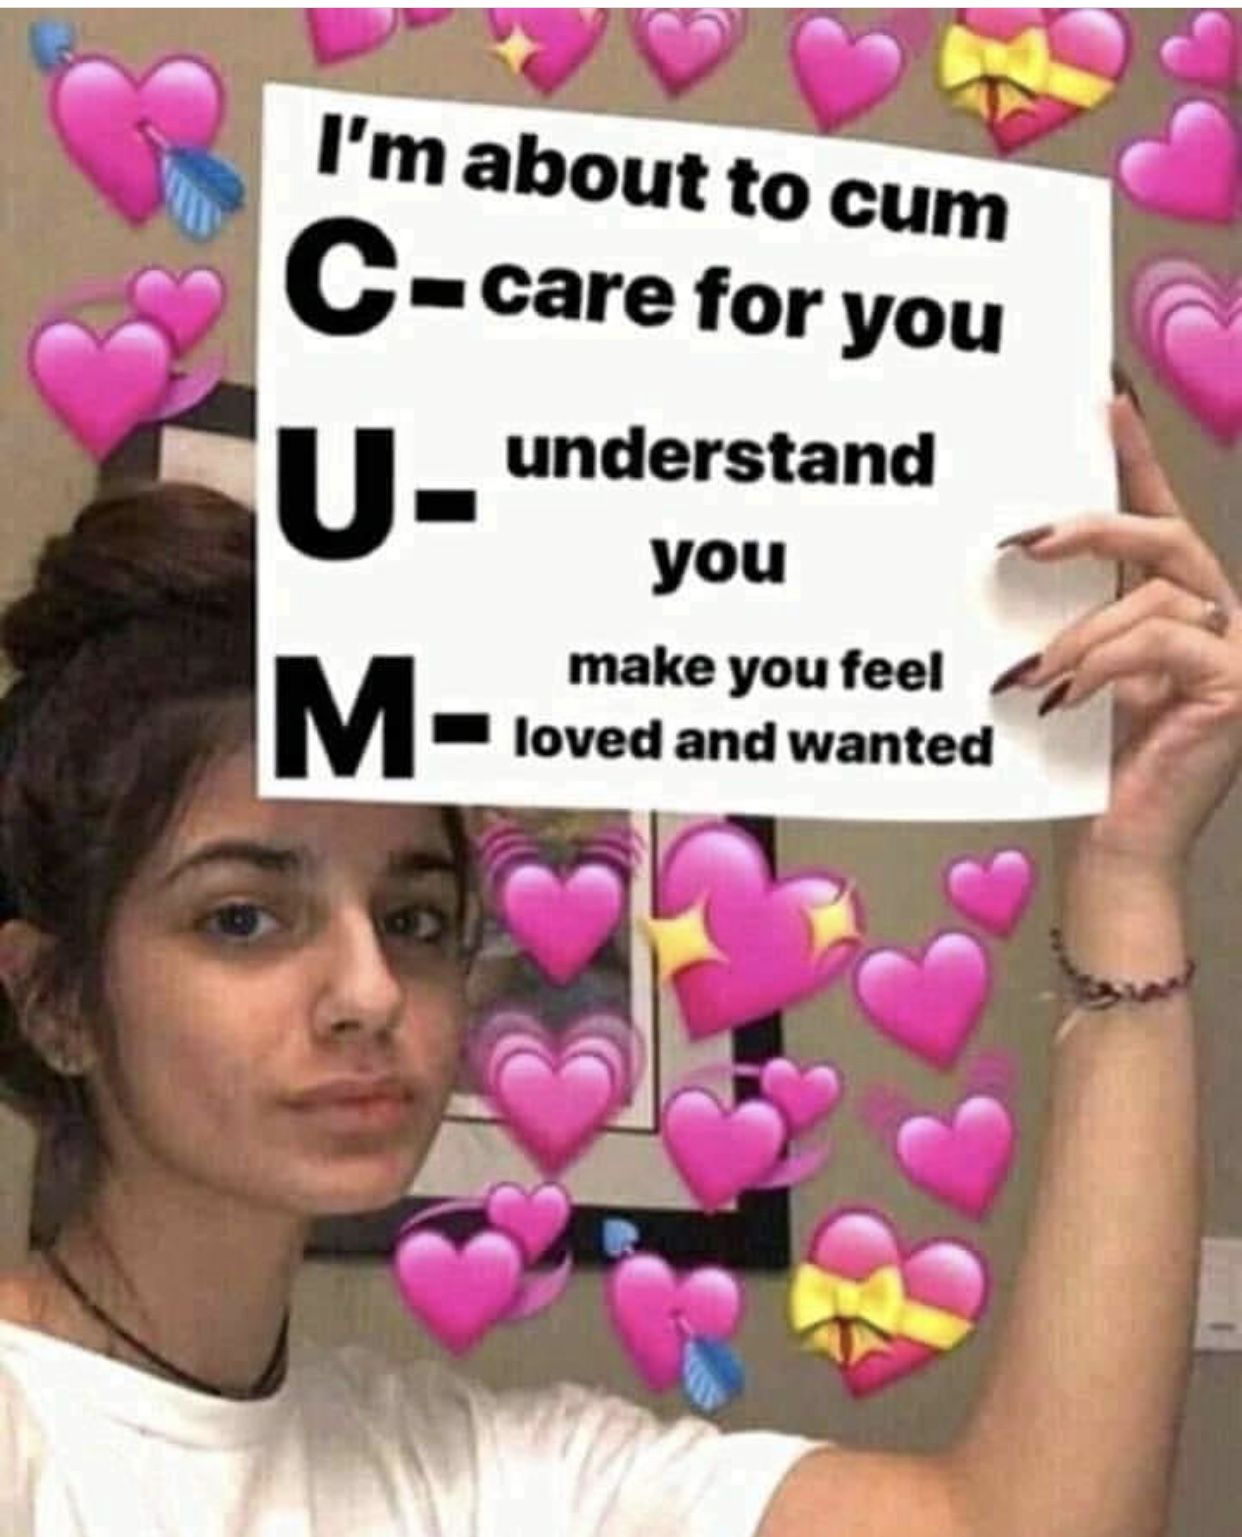 I'm about to cum
C- care for you
U- understand
you
M- make you feel
loved and wanted